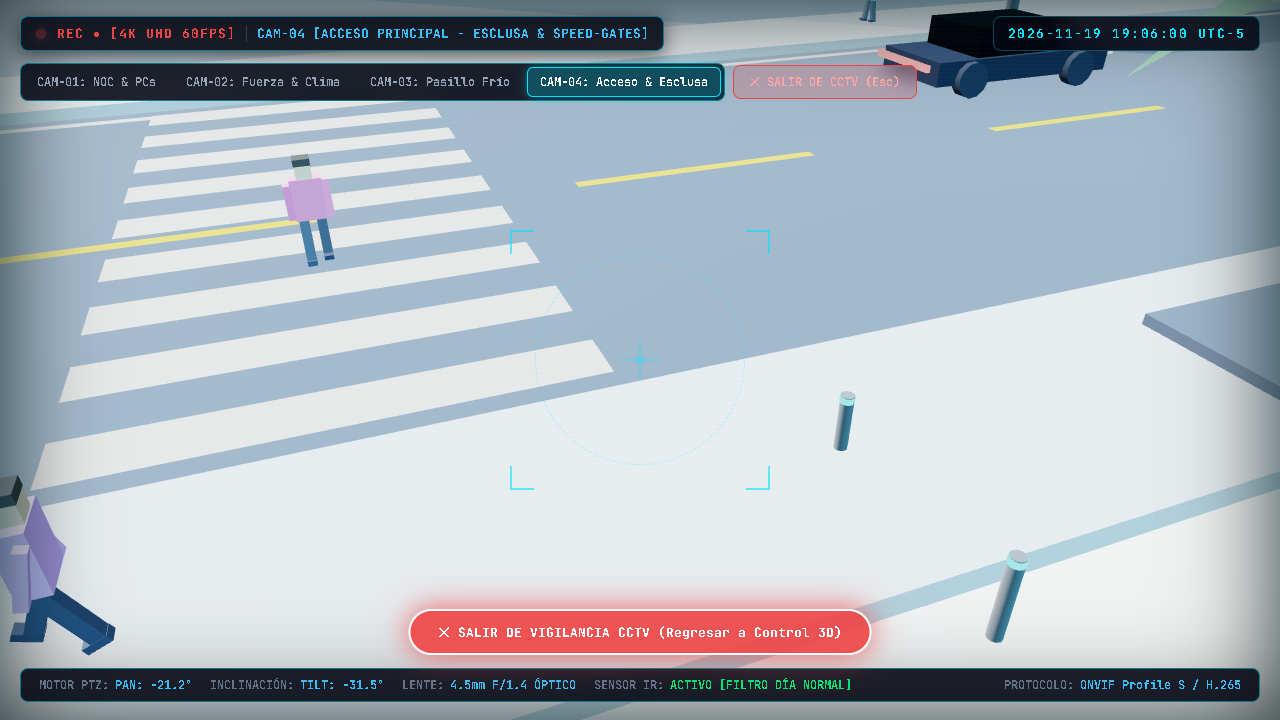 REC ● [4K UHD 60FPS] CAM-04 [ACCESO PRINCIPAL - ESCLUSA & SPEED-GATES]
2026-11-19 19:06:00 UTC-5
CAM-01: NOC & PCs CAM-02: Fuerza & Clima CAM-03: Pasillo Frío CAM-04: Acceso & Esclusa ✕ SALIR DE CCTV (Esc)
✕ SALIR DE VIGILANCIA CCTV (Regresar a Control 3D)
MOTOR PTZ: PAN: -21.2° INCLINACIÓN: TILT: -31.5° LENTE: 4.5mm F/1.4 ÓPTICO SENSOR IR: ACTIVO [FILTRO DÍA NORMAL] PROTOCOLO: ONVIF Profile S / H.265